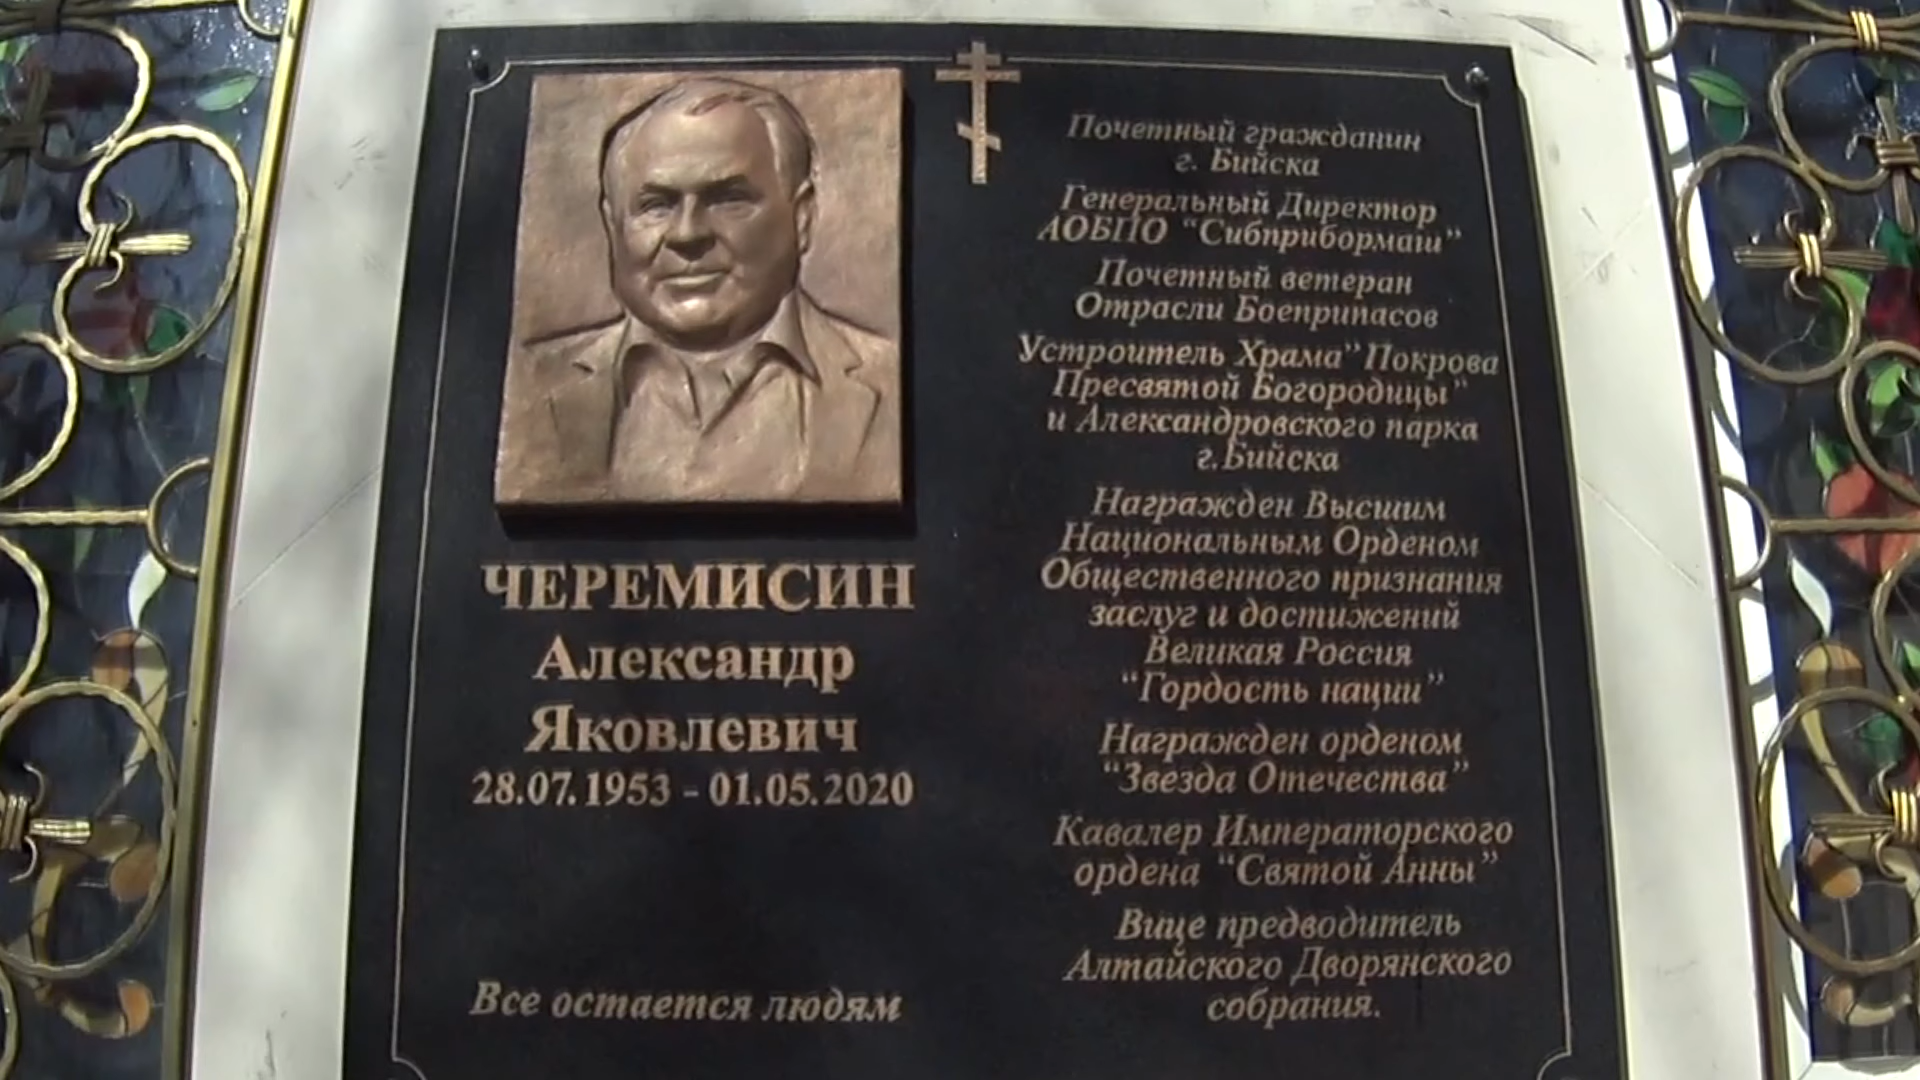 ЧЕРЕМИСИН
Александр
Яковлевич
28.07.1953 - 01.05.2020
Все остается людям
Почетный гражданин
г. Бийска
Генеральный Директор
АОБПО “Сибприбормаш”
Почетный ветеран
Отрасли Боеприпасов
Устроитель Храма”Покрова
Пресвятой Богородицы”
и Александровского парка
г.Бийска
Награжден Высшим
Национальным Орденом
Общественного признания
заслуг и достижений
Великая Россия
“Гордость нации”
Награжден орденом
“Звезда Отечества”
Кавалер Императорского
ордена “Святой Анны”
Вице предводитель
Алтайского Дворянского
собрания.